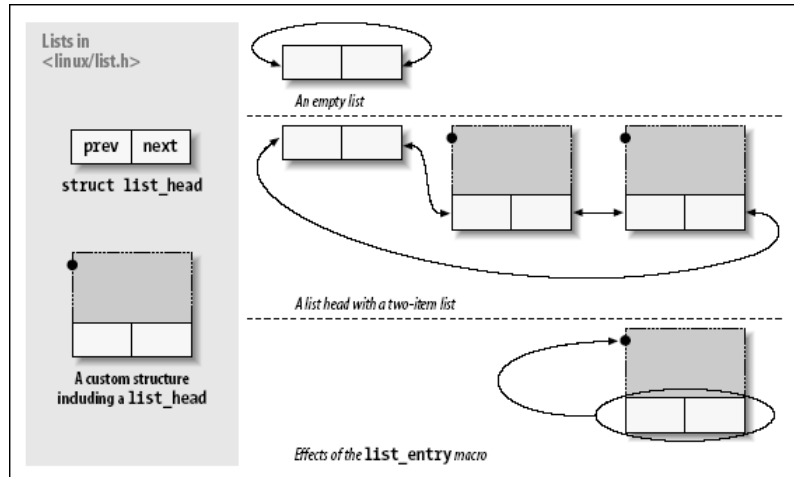 Lists in
<linux/list.h>
prev next
struct list_head
A custom structure
including a list_head
An empty list
A list head with a two-item list
Effects of the list_entry macro